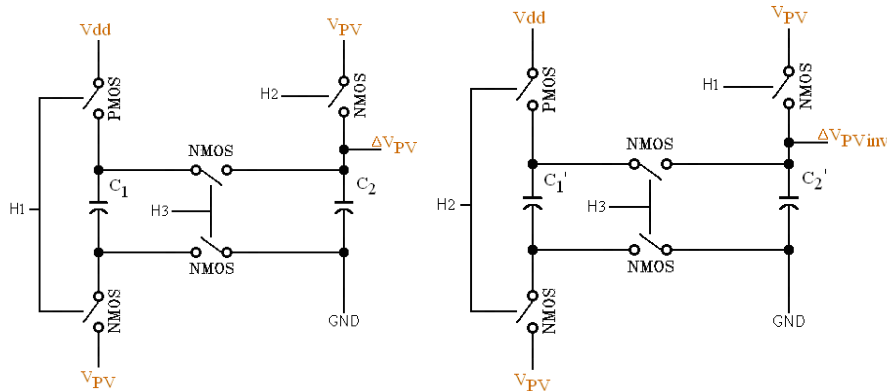 Vdd
VPV
H2
PMOS
NMOS
NMOS
ΔVPV
C1
C2
H1
H3
NMOS
NMOS
GND
VPV
Vdd
VPV
H1
PMOS
NMOS
NMOS
ΔVPVinv
C1'
C2'
H2
H3
NMOS
NMOS
GND
VPV